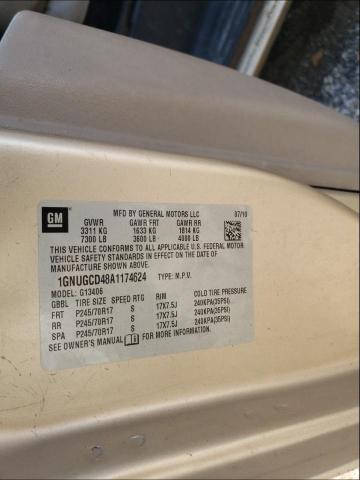 GM
MFD BY GENERAL MOTORS LLC 07/10
GVWR GAWR FRT GAWR RR
3311 KG 1633 KG 1814 KG
7300 LB 3600 LB 4000 LB
THIS VEHICLE CONFORMS TO ALL APPLICABLE U.S. FEDERAL MOTOR
VEHICLE SAFETY STANDARDS IN EFFECT ON THE DATE OF
MANUFACTURE SHOWN ABOVE.
1GNUGCD48A1174624 TYPE: M.P.V.
MODEL: G13406
GBBL TIRE SIZE SPEED RTG RIM COLD TIRE PRESSURE
FRT P245/70R17 S 17X7.5J 240KPA(35PSI)
RR P245/70R17 S 17X7.5J 240KPA(35PSI)
SPA P245/70R17 S 17X7.5J 240KPA(35PSI)
SEE OWNER'S MANUAL FOR MORE INFORMATION.